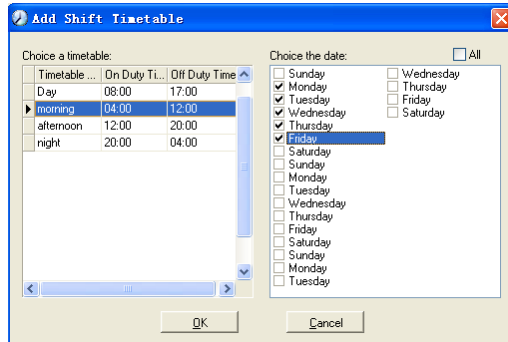 Add Shift Timetable
Choice a timetable:
Timetable ... On Duty Ti... Off Duty Time
Day 08:00 17:00
morning 04:00 12:00
afternoon 12:00 20:00
night 20:00 04:00
Choice the date:
All
Sunday
Monday
Tuesday
Wednesday
Thursday
Friday
Saturday
Sunday
Monday
Tuesday
Wednesday
Thursday
Friday
Saturday
Sunday
Monday
Tuesday
Wednesday
Thursday
Friday
Saturday
OK
Cancel